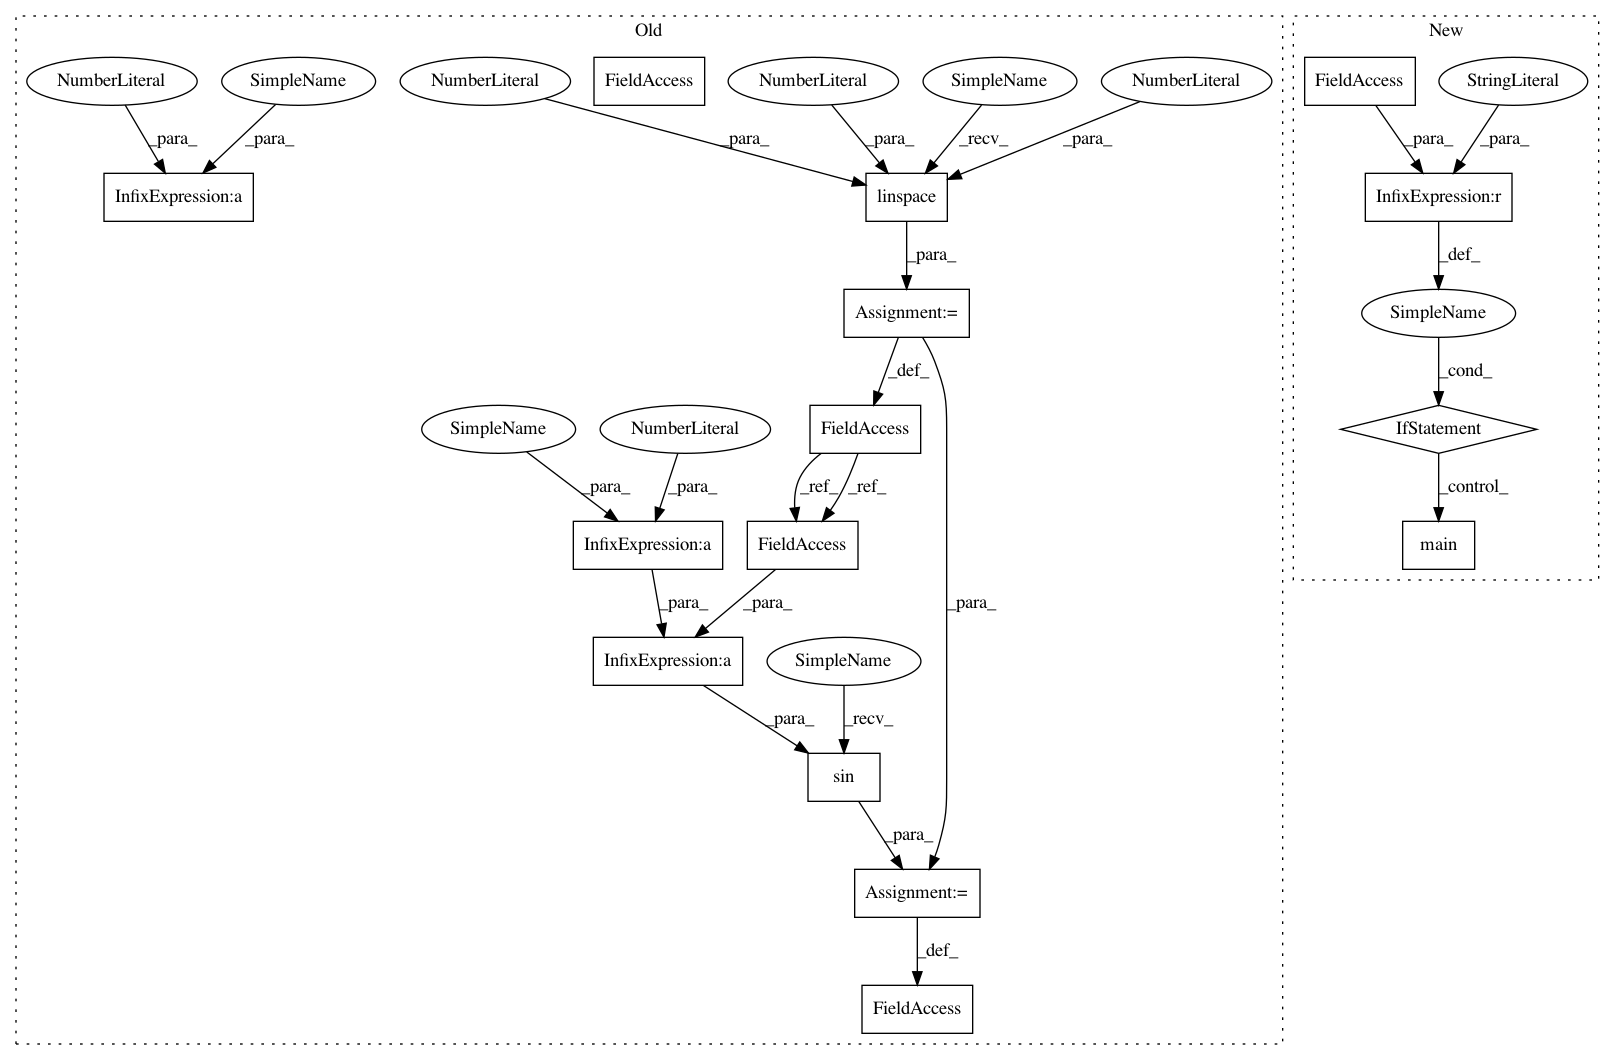 Old
New
NumberLiteral
SimpleName
NumberLiteral
FieldAccess
NumberLiteral
SimpleName
NumberLiteral
FieldAccess
StringLiteral
_para_
_para_
_para_
_para_
_recv_
_para_
_para_
_para_
InfixExpression:a
linspace
InfixExpression:r
_para_
_def_
Assignment:=
SimpleName
_def_
_cond_
SimpleName
NumberLiteral
FieldAccess
IfStatement
_para_
_para_
_ref_
_ref_
_control_
InfixExpression:a
FieldAccess
main
_para_
_para_
_para_
InfixExpression:a
SimpleName
_para_
_recv_
sin
_para_
Assignment:=
_def_
FieldAccess